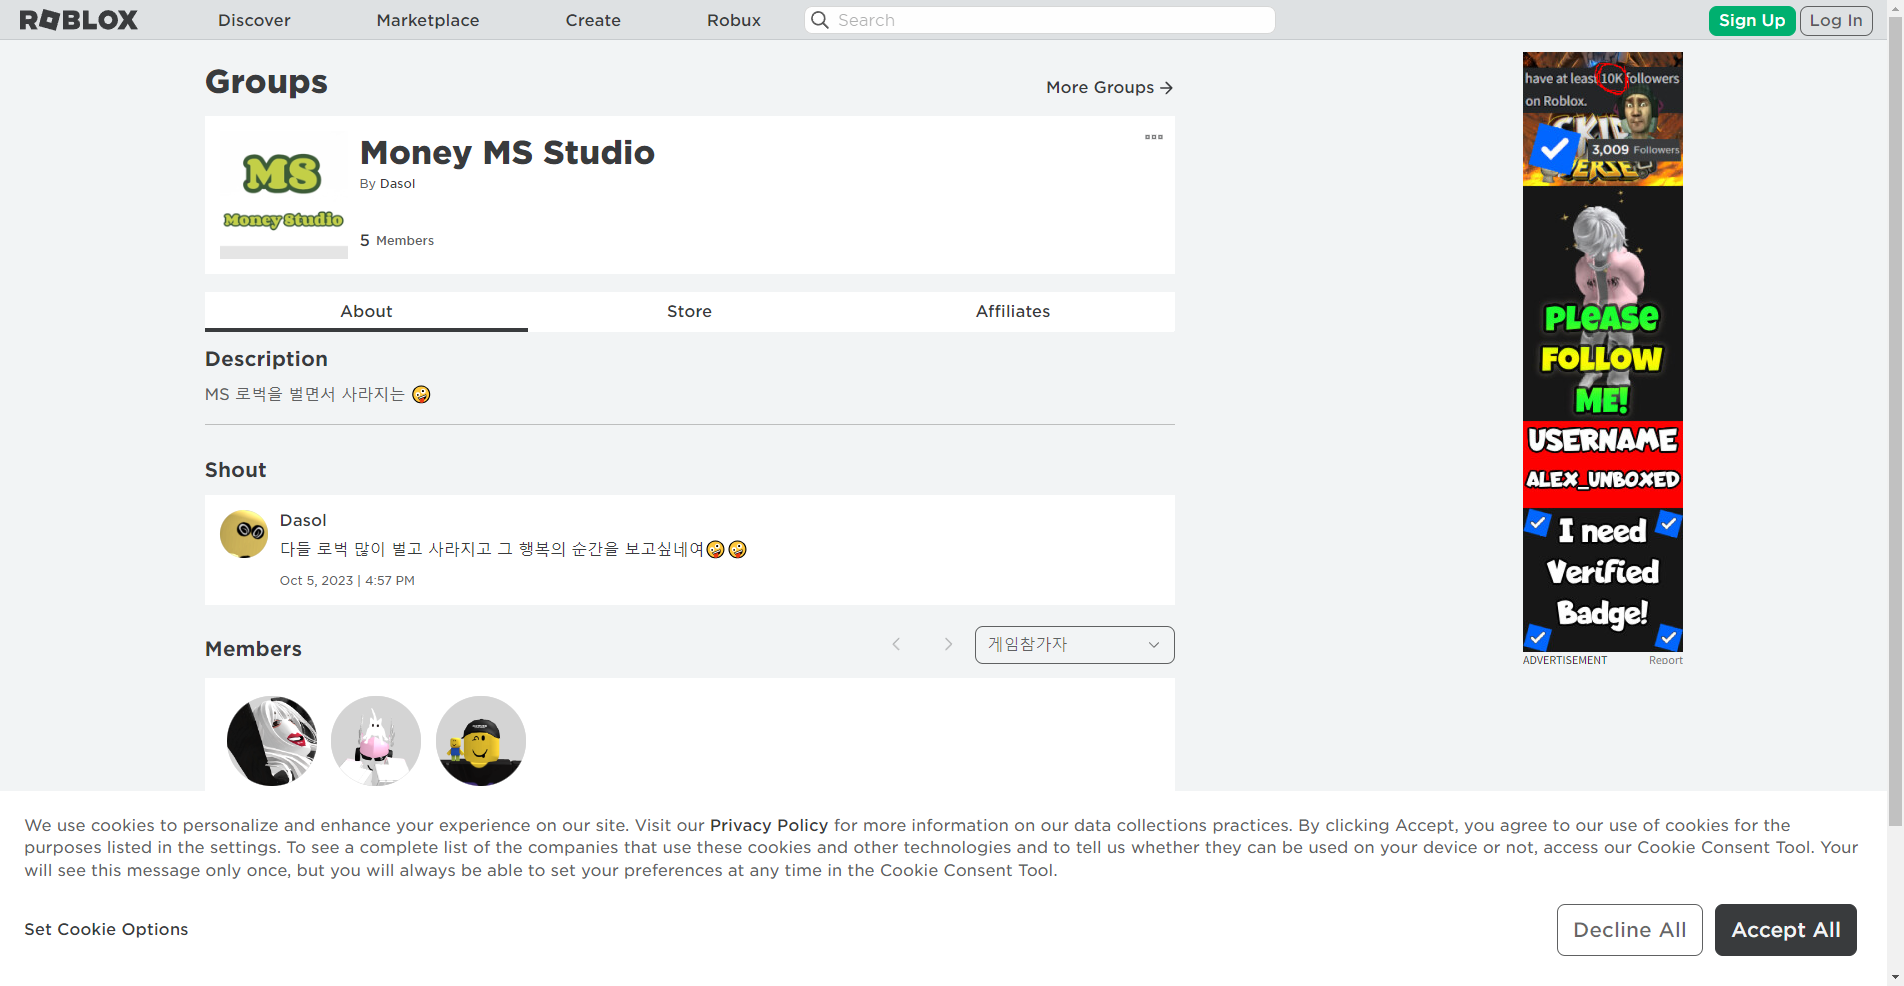 ROBLOX
Discover
Marketplace
Create
Robux
Search
Sign Up
Log In
Groups
More Groups →
MS
Money Studio
Money MS Studio
By Dasol
5 Members
About
Store
Affiliates
Description
MS 로벅을 벌면서 사라지는 🤪
Shout
Dasol
다들 로벅 많이 벌고 사라지고 그 행복의 순간을 보고싶네여🤪🤪
Oct 5, 2023 | 4:57 PM
Members
게임참가자
have at least 10K followers
on Roblox.
3,009 Followers
PLEASE
FOLLOW
ME!
USERNAME
ALEX_UNBOXED
I need
Verified
Badge!
ADVERTISEMENT
Report
We use cookies to personalize and enhance your experience on our site. Visit our Privacy Policy for more information on our data collections practices. By clicking Accept, you agree to our use of cookies for the
purposes listed in the settings. To see a complete list of the companies that use these cookies and other technologies and to tell us whether they can be used on your device or not, access our Cookie Consent Tool. Your
will see this message only once, but you will always be able to set your preferences at any time in the Cookie Consent Tool.
Set Cookie Options
Decline All
Accept All